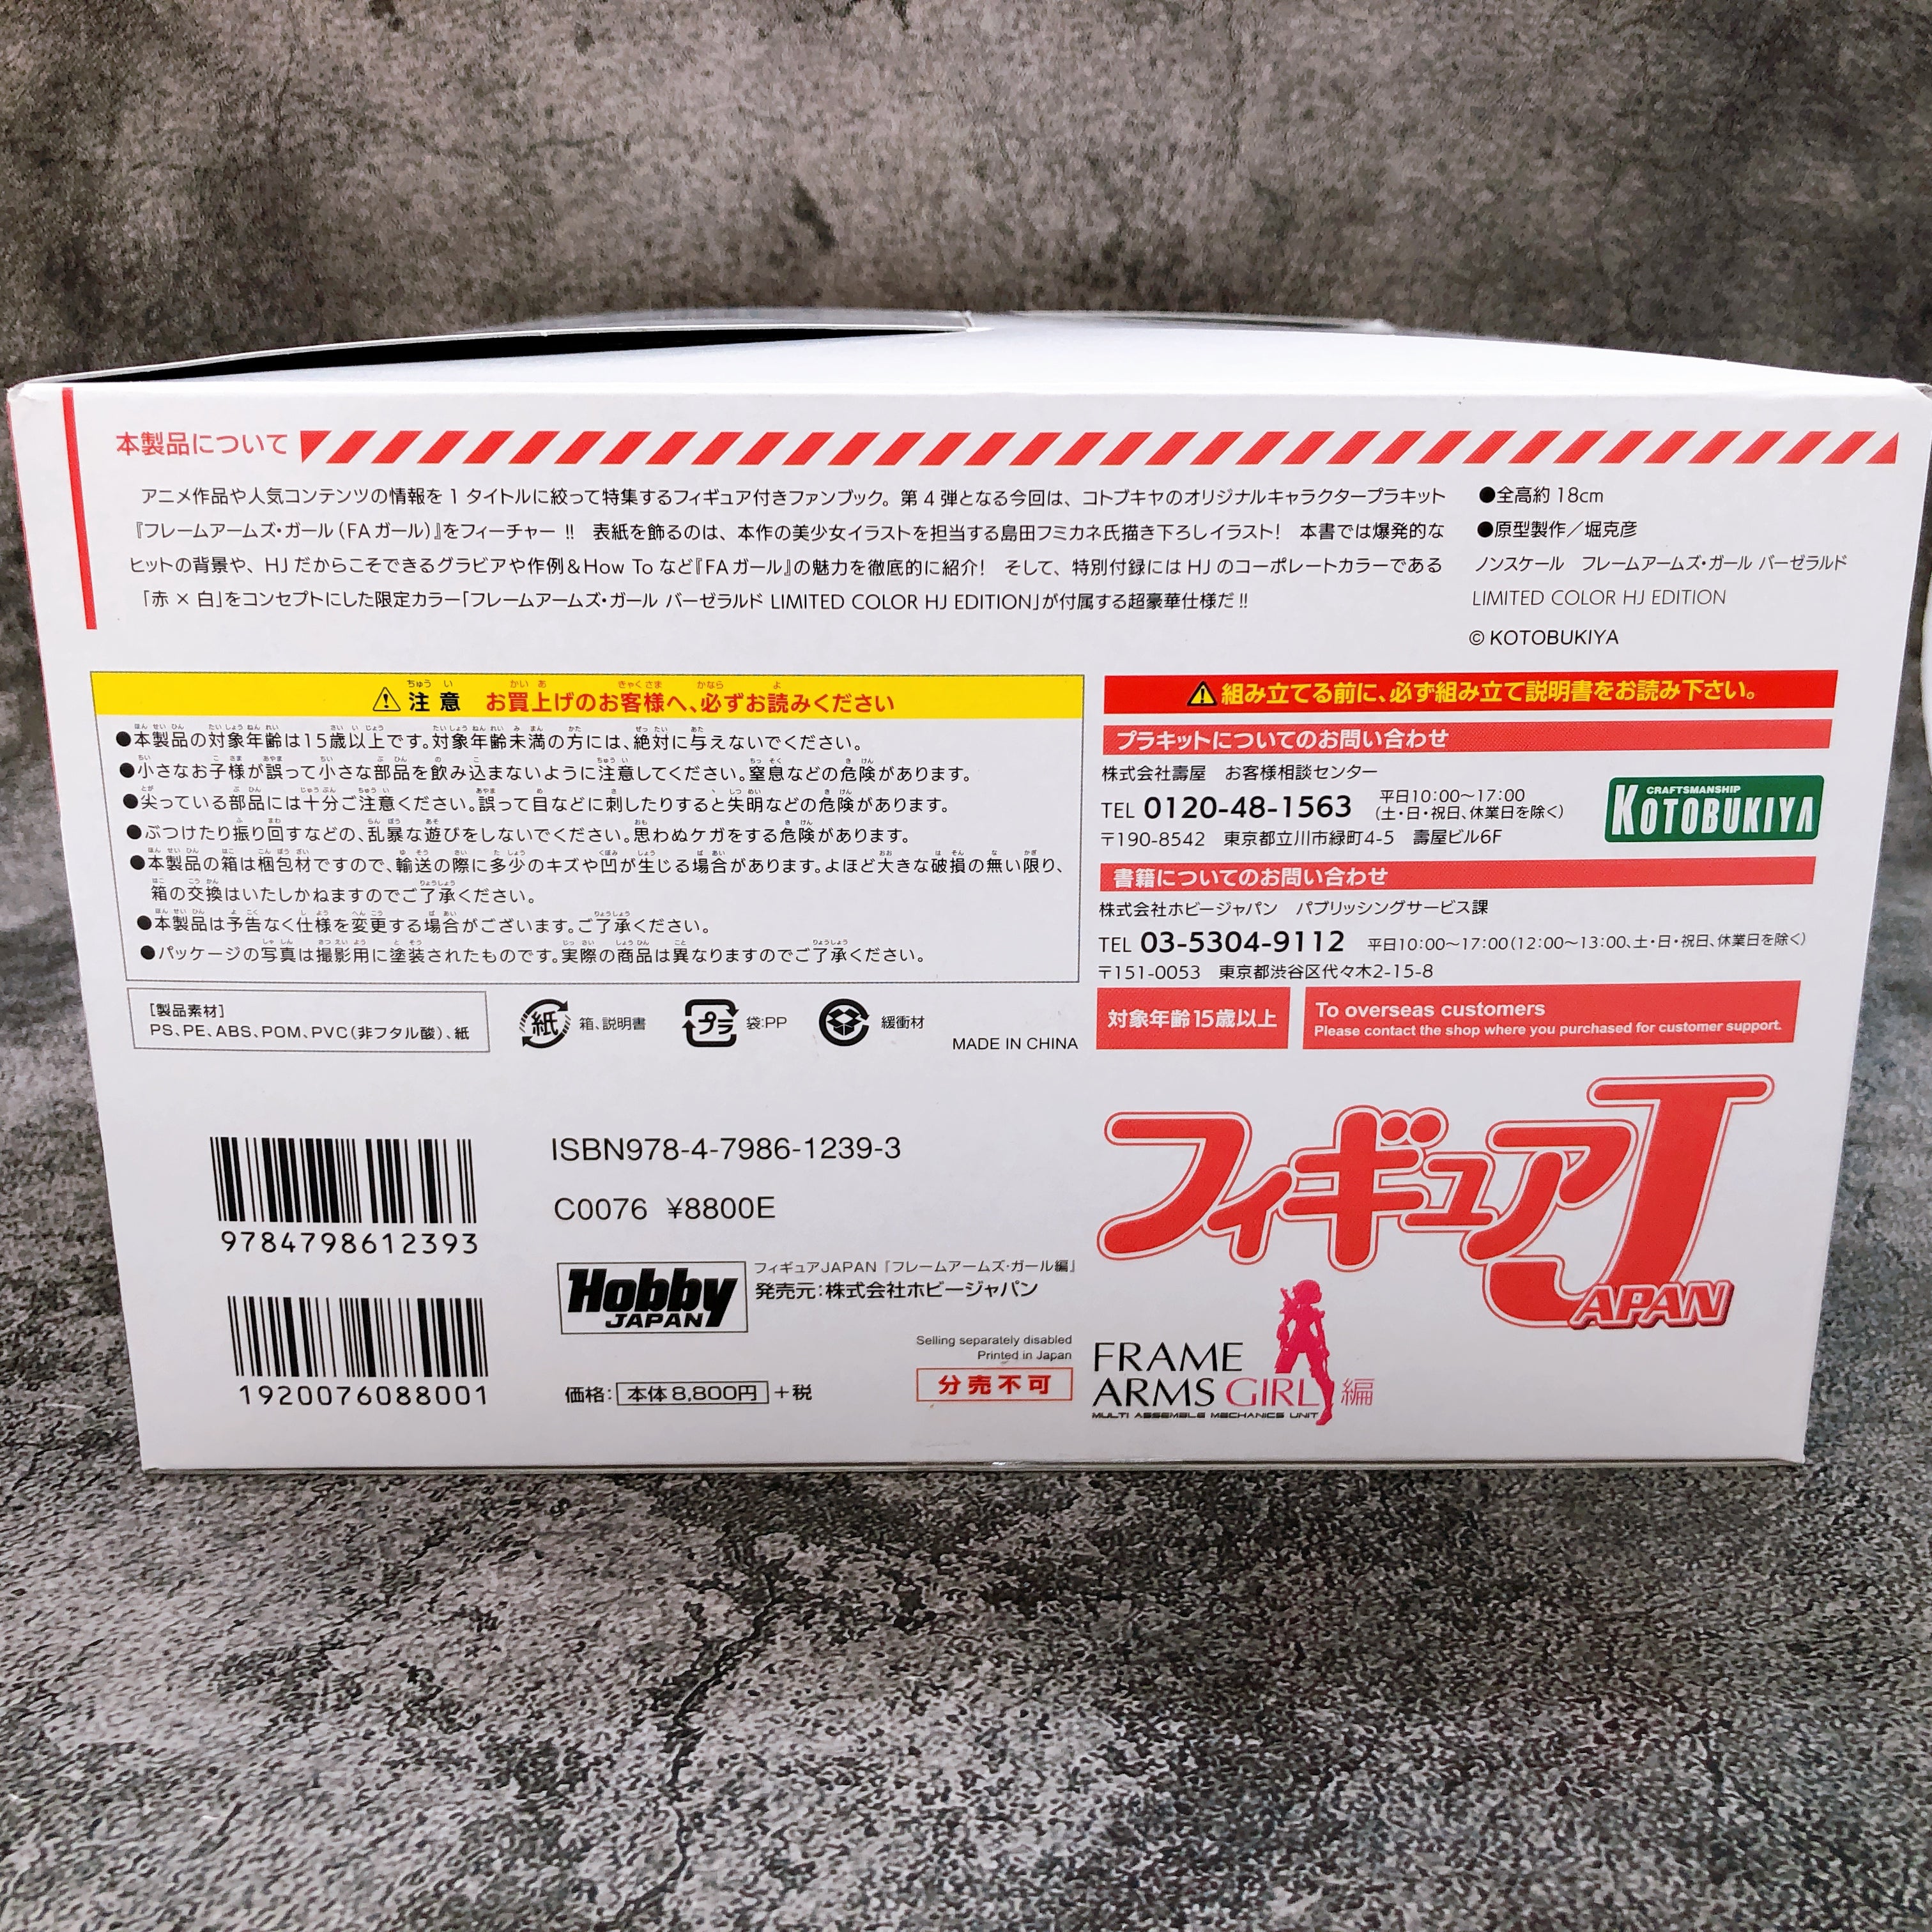 本製品について
アニメ作品や人気コンテンツの情報を1タイトルに絞って特集するフィギュア付きファンブック。第4弾となる今回は、コトブキヤのオリジナルキャラクタープラキット
『フレームアームズ・ガール(FAガール)』をフィーチャー!! 表紙を飾るのは、本作の美少女イラストを担当する島田フミカネ氏描き下ろしイラスト! 本書では爆発的な
ヒットの背景や、HJだからこそできるグラビアや作例&How Toなど『FAガール』の魅力を徹底的に紹介! そして、特別付録にはHJのコーポレートカラーである
「赤×白」をコンセプトにした限定カラー「フレームアームズ・ガール バーゼラルド LIMITED COLOR HJ EDITION」が付属する超豪華仕様だ!!
●全高約18cm
●原型製作／堀克彦
ノンスケール フレームアームズ・ガール バーゼラルド
LIMITED COLOR HJ EDITION
© KOTOBUKIYA
注意 お買上げのお客様へ、必ずお読みください
●本製品の対象年齢は15歳以上です。対象年齢未満の方には、絶対に与えないでください。
●小さなお子様が誤って小さな部品を飲み込まないように注意してください。窒息などの危険があります。
●尖っている部品には十分ご注意ください。誤って目などに刺したりすると失明などの危険があります。
●ぶつけたり振り回すなどの、乱暴な遊びをしないでください。思わぬケガをする危険があります。
●本製品の箱は梱包材ですので、輸送の際に多少のキズや凹が生じる場合があります。よほど大きな破損の無い限り、
箱の交換はいたしかねますのでご了承ください。
●本製品は予告なく仕様を変更する場合がございます。ご了承ください。
●パッケージの写真は撮影用に塗装されたものです。実際の商品は異なりますのでご了承ください。
[製品素材]
PS、PE、ABS、POM、PVC(非フタル酸)、紙
紙 箱、説明書
プラ 袋:PP
緩衝材
MADE IN CHINA
組み立てる前に、必ず組み立て説明書をお読み下さい。
プラキットについてのお問い合わせ
株式会社壽屋 お客様相談センター
TEL 0120-48-1563 平日10:00～17:00
(土・日・祝日、休業日を除く)
〒190-8542 東京都立川市緑町4-5 壽屋ビル6F
CRAFTSMANSHIP
KOTOBUKIYA
書籍についてのお問い合わせ
株式会社ホビージャパン パブリッシングサービス課
TEL 03-5304-9112 平日10:00～17:00(12:00～13:00、土・日・祝日、休業日を除く)
〒151-0053 東京都渋谷区代々木2-15-8
対象年齢15歳以上
To overseas customers
Please contact the shop where you purchased for customer support.
9784798612393
1920076088001
ISBN978-4-7986-1239-3
C0076 ¥8800E
Hobby
JAPAN
フィギュアJAPAN『フレームアームズ・ガール編』
発売元:株式会社ホビージャパン
Selling separately disabled
Printed in Japan
価格: 本体8,800円 +税
分売不可
フィギュアJAPAN
FRAME
ARMS GIRL 編
MULTI ASSEMBLE MECHANICS UNIT